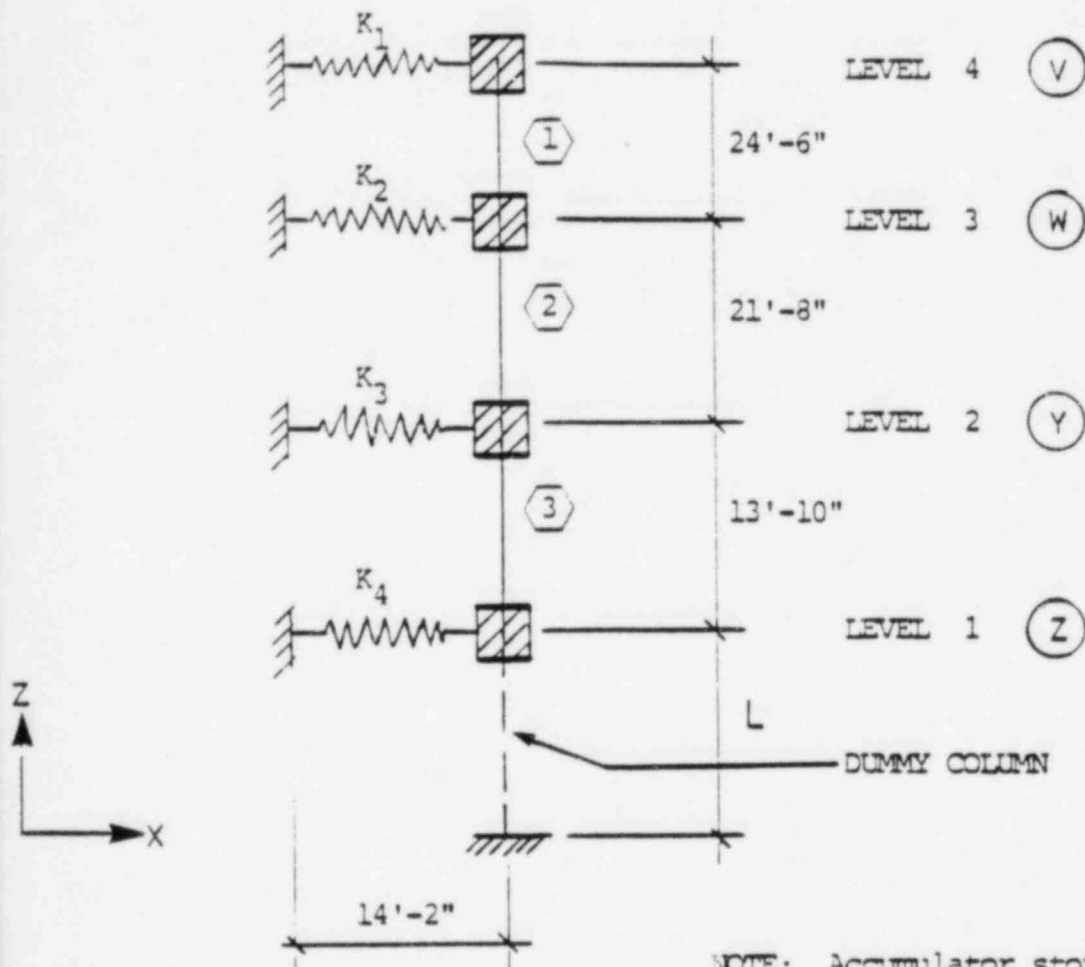 K1
LEVEL 4 V
1
24'-6"
K2
LEVEL 3 W
2
21'-8"
K3
LEVEL 2 Y
3
13'-10"
K4
LEVEL 1 Z
Z
L
DUMMY COLUMN
X
14'-2"
NOTE: Accumulator